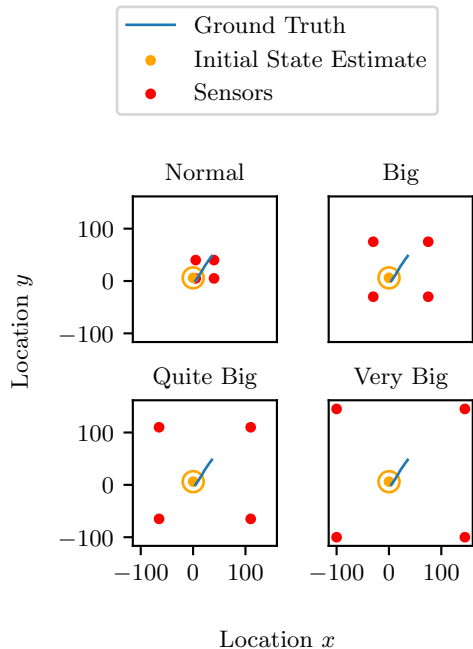 Ground Truth
Initial State Estimate
Sensors
Normal
Big
100
0
−100
Location y
Quite Big
Very Big
100
0
−100
−100 0 100
−100 0 100
Location x